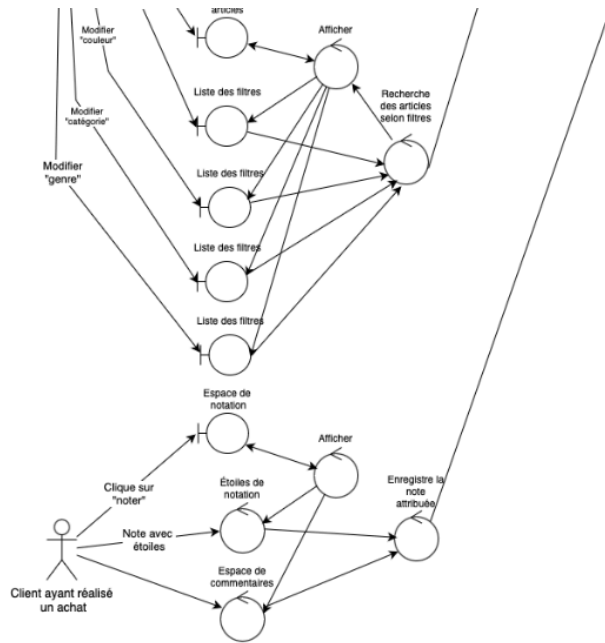 articles
Modifier
"couleur"
Afficher
Liste des filtres
Recherche
des articles
selon filtres
Modifier
"catégorie"
Modifier
"genre"
Liste des filtres
Liste des filtres
Liste des filtres
Espace de
notation
Afficher
Clique sur
"noter"
Étoiles de
notation
Enregistre la
note
attribuée
Note avec
étoiles
Espace de
commentaires
Client ayant réalisé
un achat